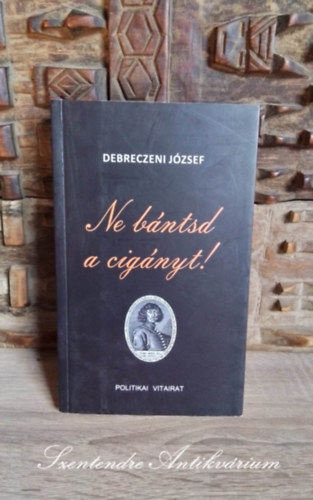 DEBRECZENI JÓZSEF
Ne bántsd
a cigányt!
POLITIKAI VITAIRAT
Szentendre Antikvárium